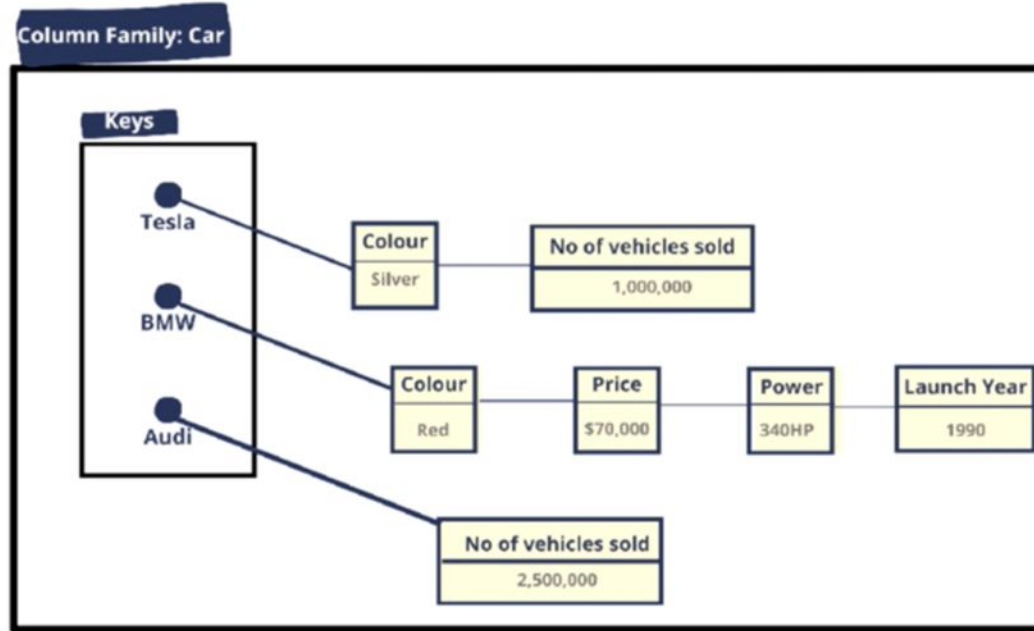 Column Family: Car
Keys
Tesla
Colour
Silver
No of vehicles sold
1,000,000
BMW
Colour
Red
Price
$70,000
Power
340HP
Launch Year
1990
Audi
No of vehicles sold
2,500,000